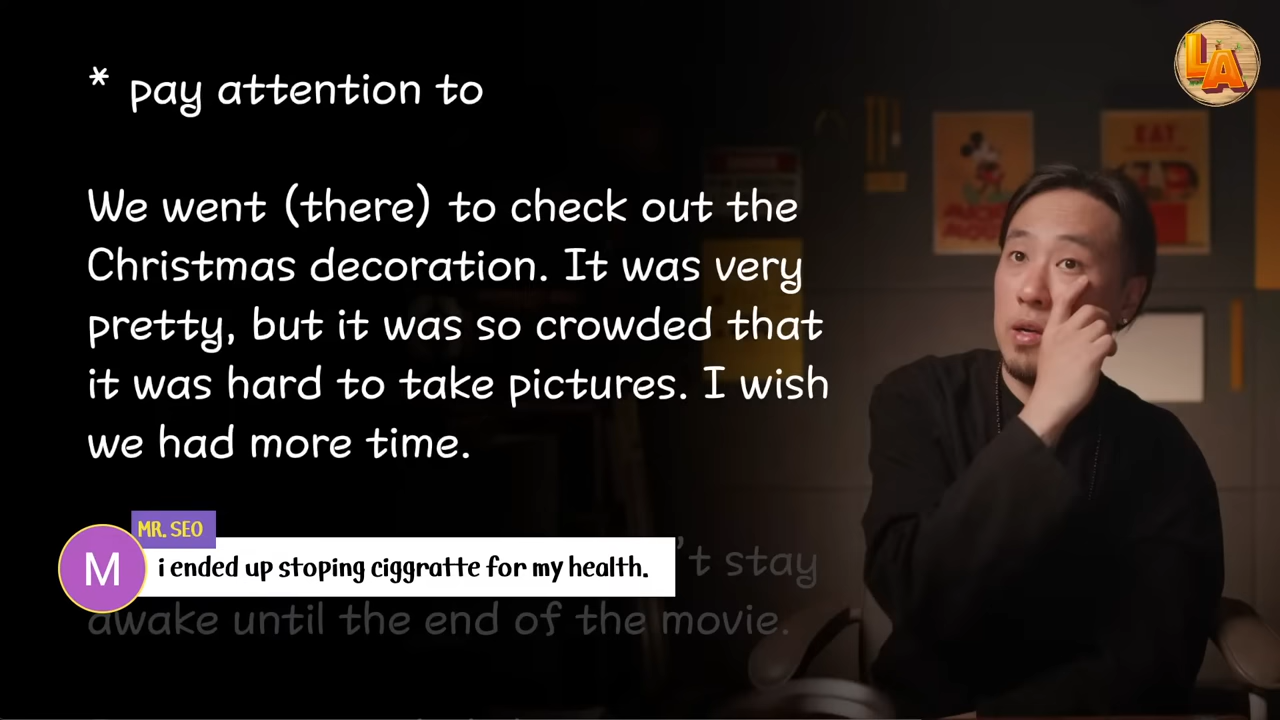 * pay attention to
We went (there) to check out the
Christmas decoration. It was very
pretty, but it was so crowded that
it was hard to take pictures. I wish
we had more time.
MR. SEO
M
i ended up stoping ciggratte for my health.
't stay
awake until the end of the movie.
LA
EAT